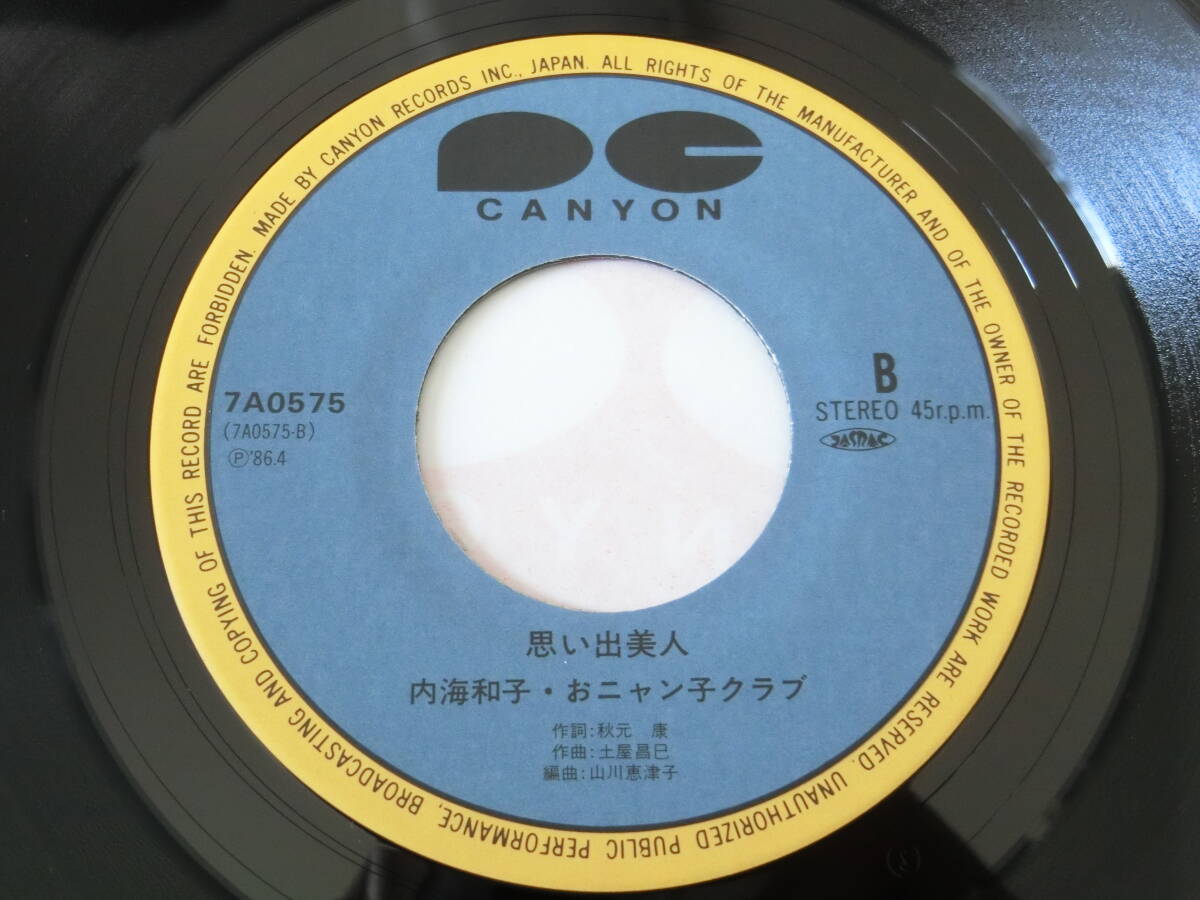 MADE BY CANYON RECORDS INC., JAPAN. ALL RIGHTS OF THE MANUFACTURER AND OF THE OWNER OF THE RECORDED WORK ARE RESERVED. UNAUTHORIZED PUBLIC PERFORMANCE, BROADCASTING AND COPYING OF THIS RECORD ARE FORBIDDEN.
CANYON
7A0575
(7A0575-B)
Ⓟ'86.4
B
STEREO 45r.p.m.
JASRAC
思い出美人
内海和子・おニャン子クラブ
作詞:秋元 康
作曲:土屋昌巳
編曲:山川恵津子